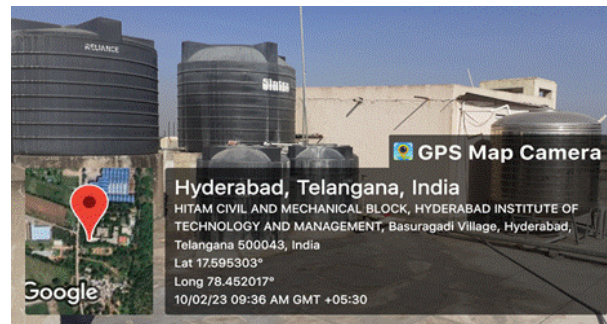 RELIANCE
GPS Map Camera
Hyderabad, Telangana, India
HITAM CIVIL AND MECHANICAL BLOCK, HYDERABAD INSTITUTE OF
TECHNOLOGY AND MANAGEMENT, Basuragadi Village, Hyderabad,
Telangana 500043, India
Lat 17.595303°
Long 78.452017°
10/02/23 09:36 AM GMT +05:30
Google